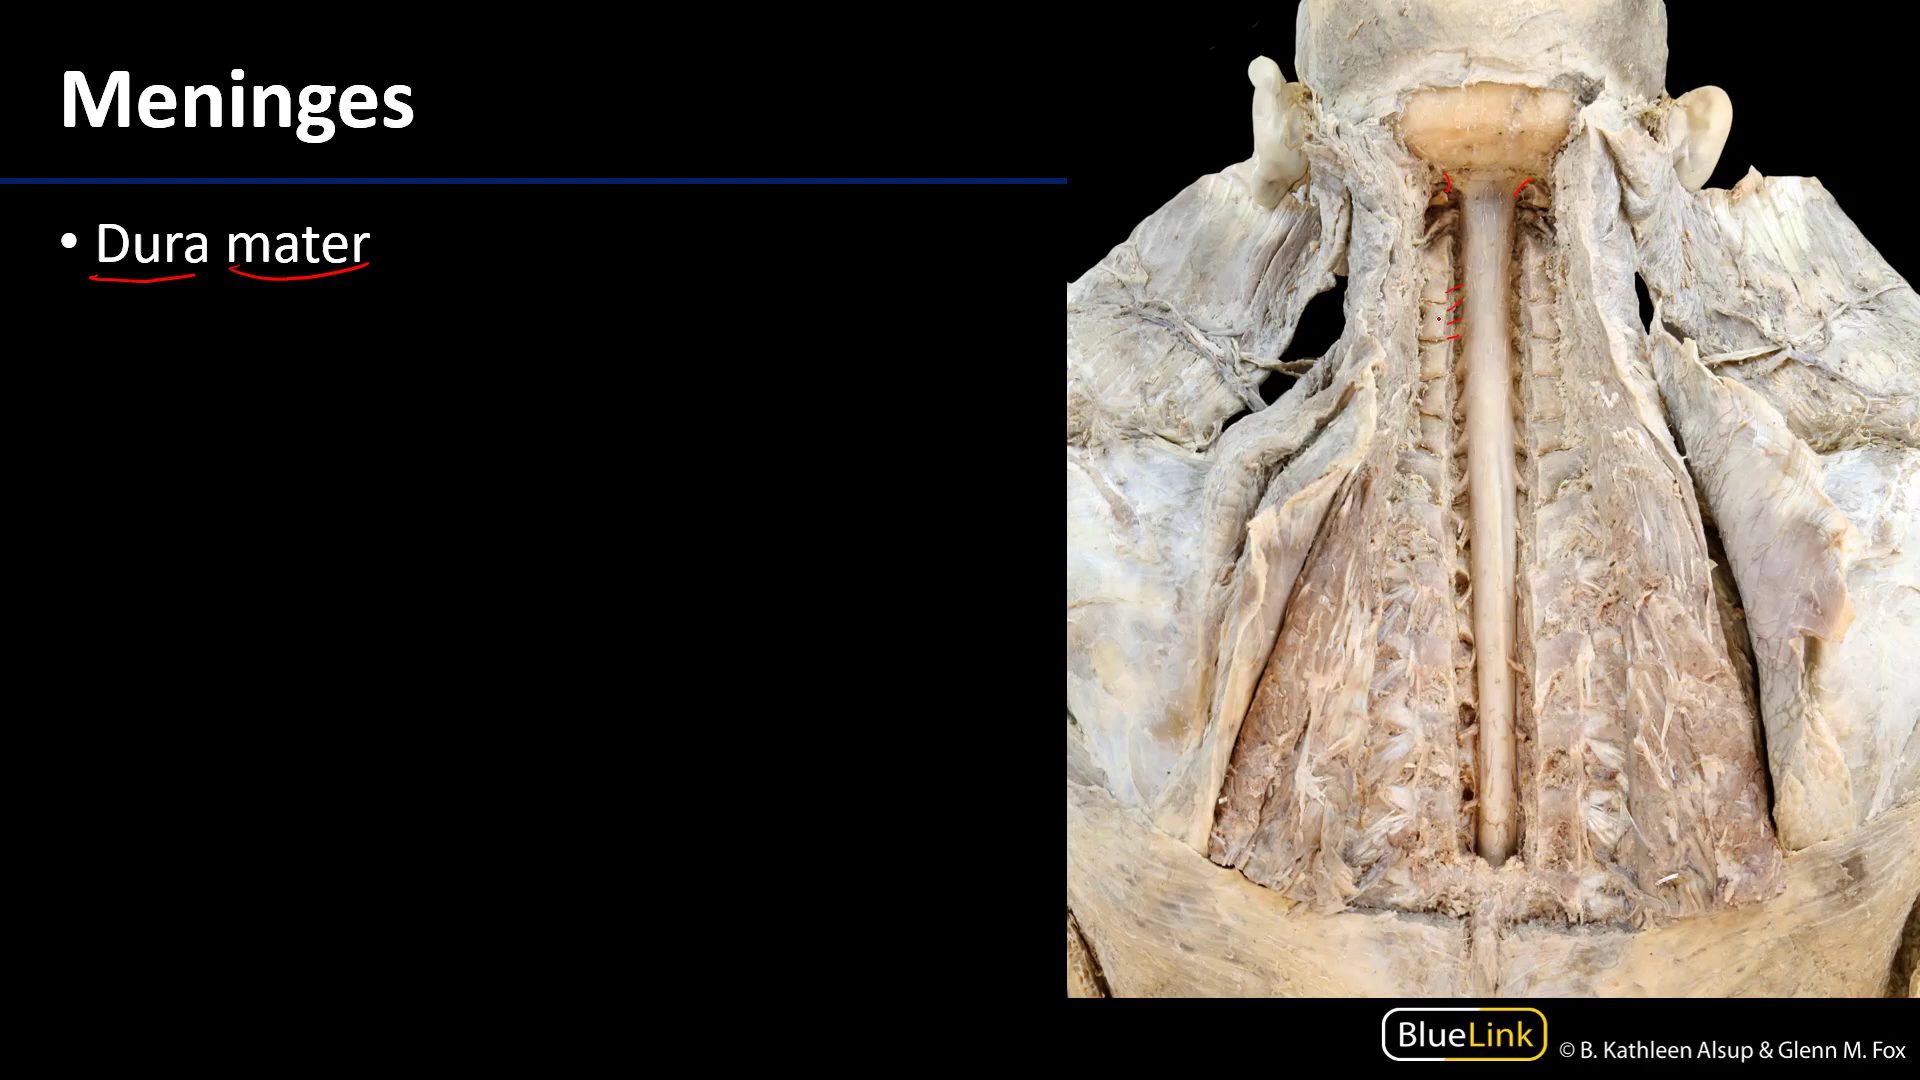 Meninges
• Dura mater
BlueLink
© B. Kathleen Alsup & Glenn M. Fox